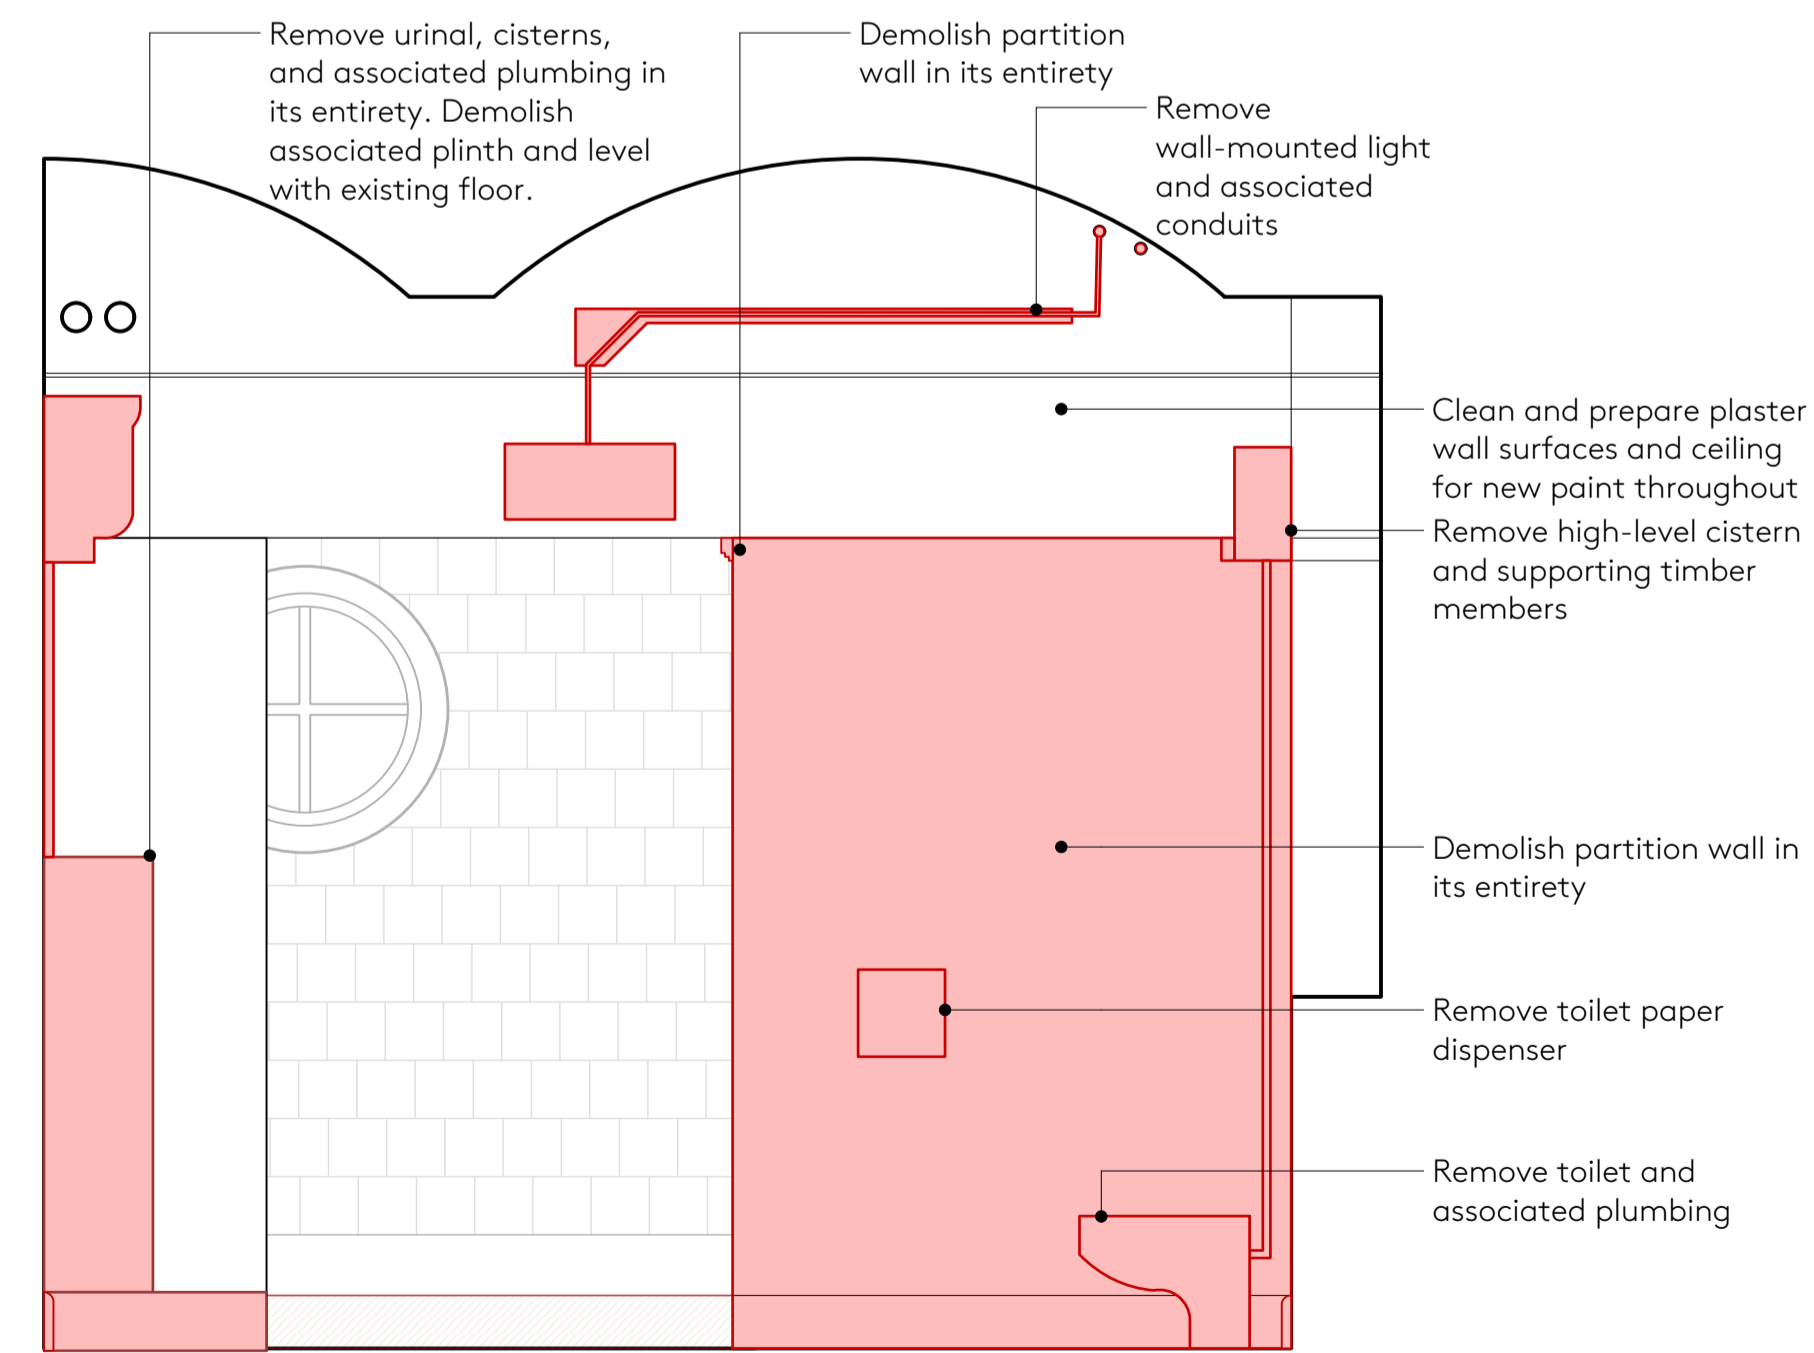 Remove urinal, cisterns,
and associated plumbing in
its entirety. Demolish
associated plinth and level
with existing floor.
Demolish partition
wall in its entirety
Remove
wall-mounted light
and associated
conduits
Clean and prepare plaster
wall surfaces and ceiling
for new paint throughout
Remove high-level cistern
and supporting timber
members
Demolish partition wall in
its entirety
Remove toilet paper
dispenser
Remove toilet and
associated plumbing